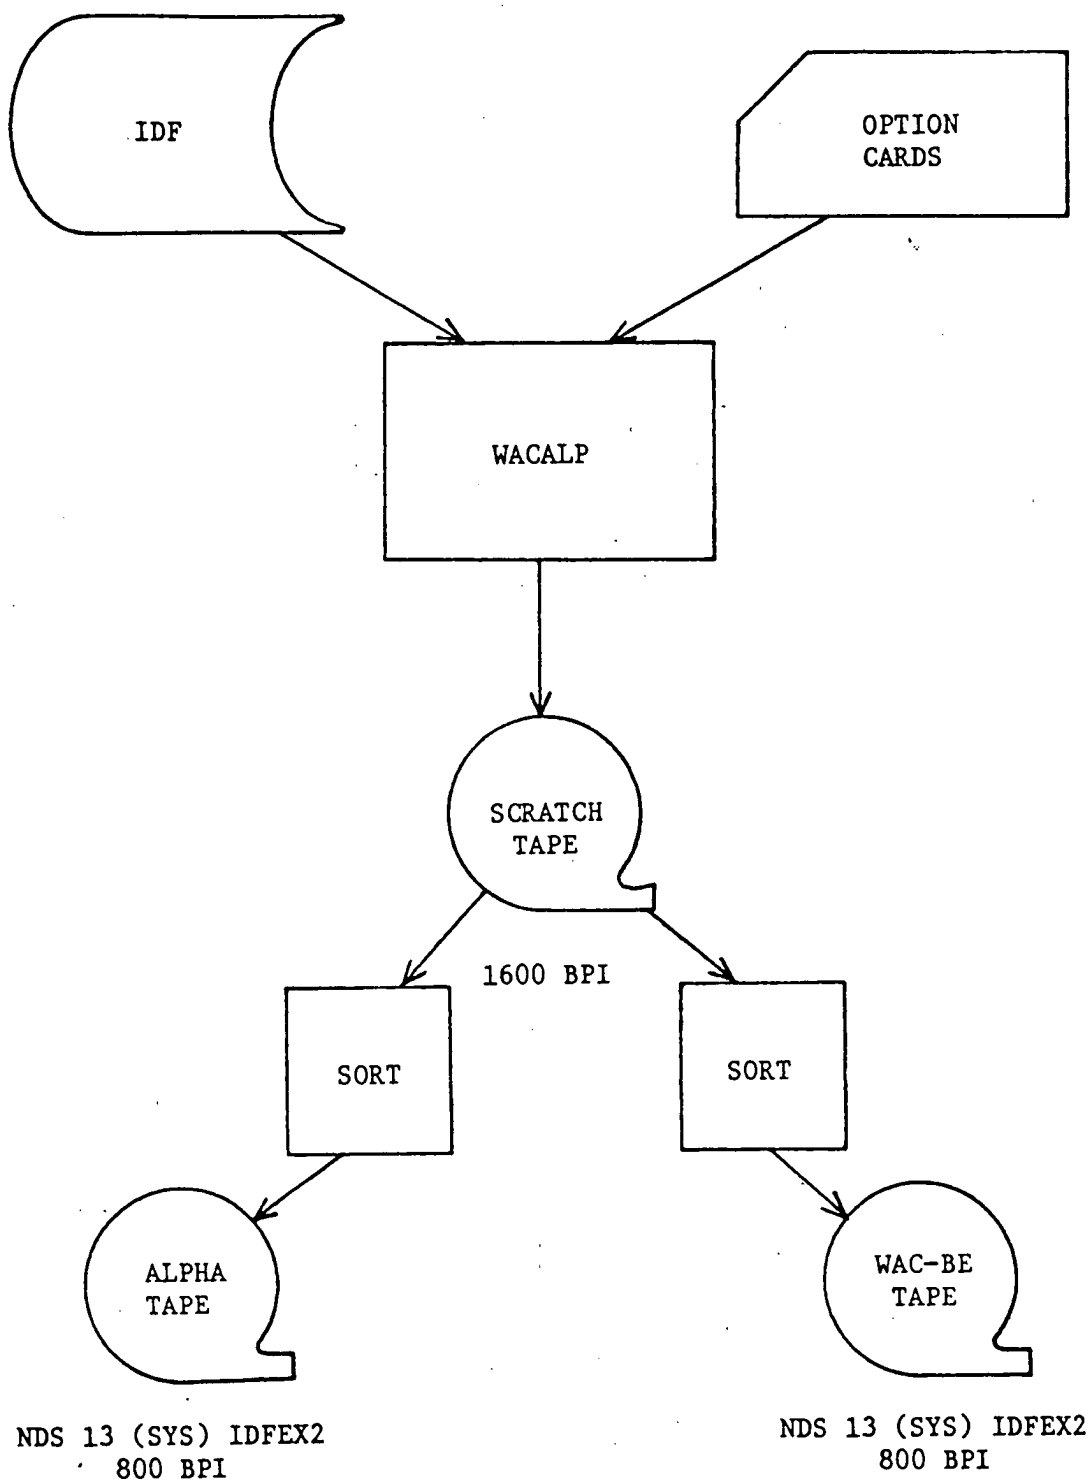 IDF
OPTION
CARDS
WACALP
SCRATCH
TAPE
1600 BPI
SORT
SORT
ALPHA
TAPE
WAC-BE
TAPE
NDS 13 (SYS) IDFEX2
800 BPI
NDS 13 (SYS) IDFEX2
800 BPI